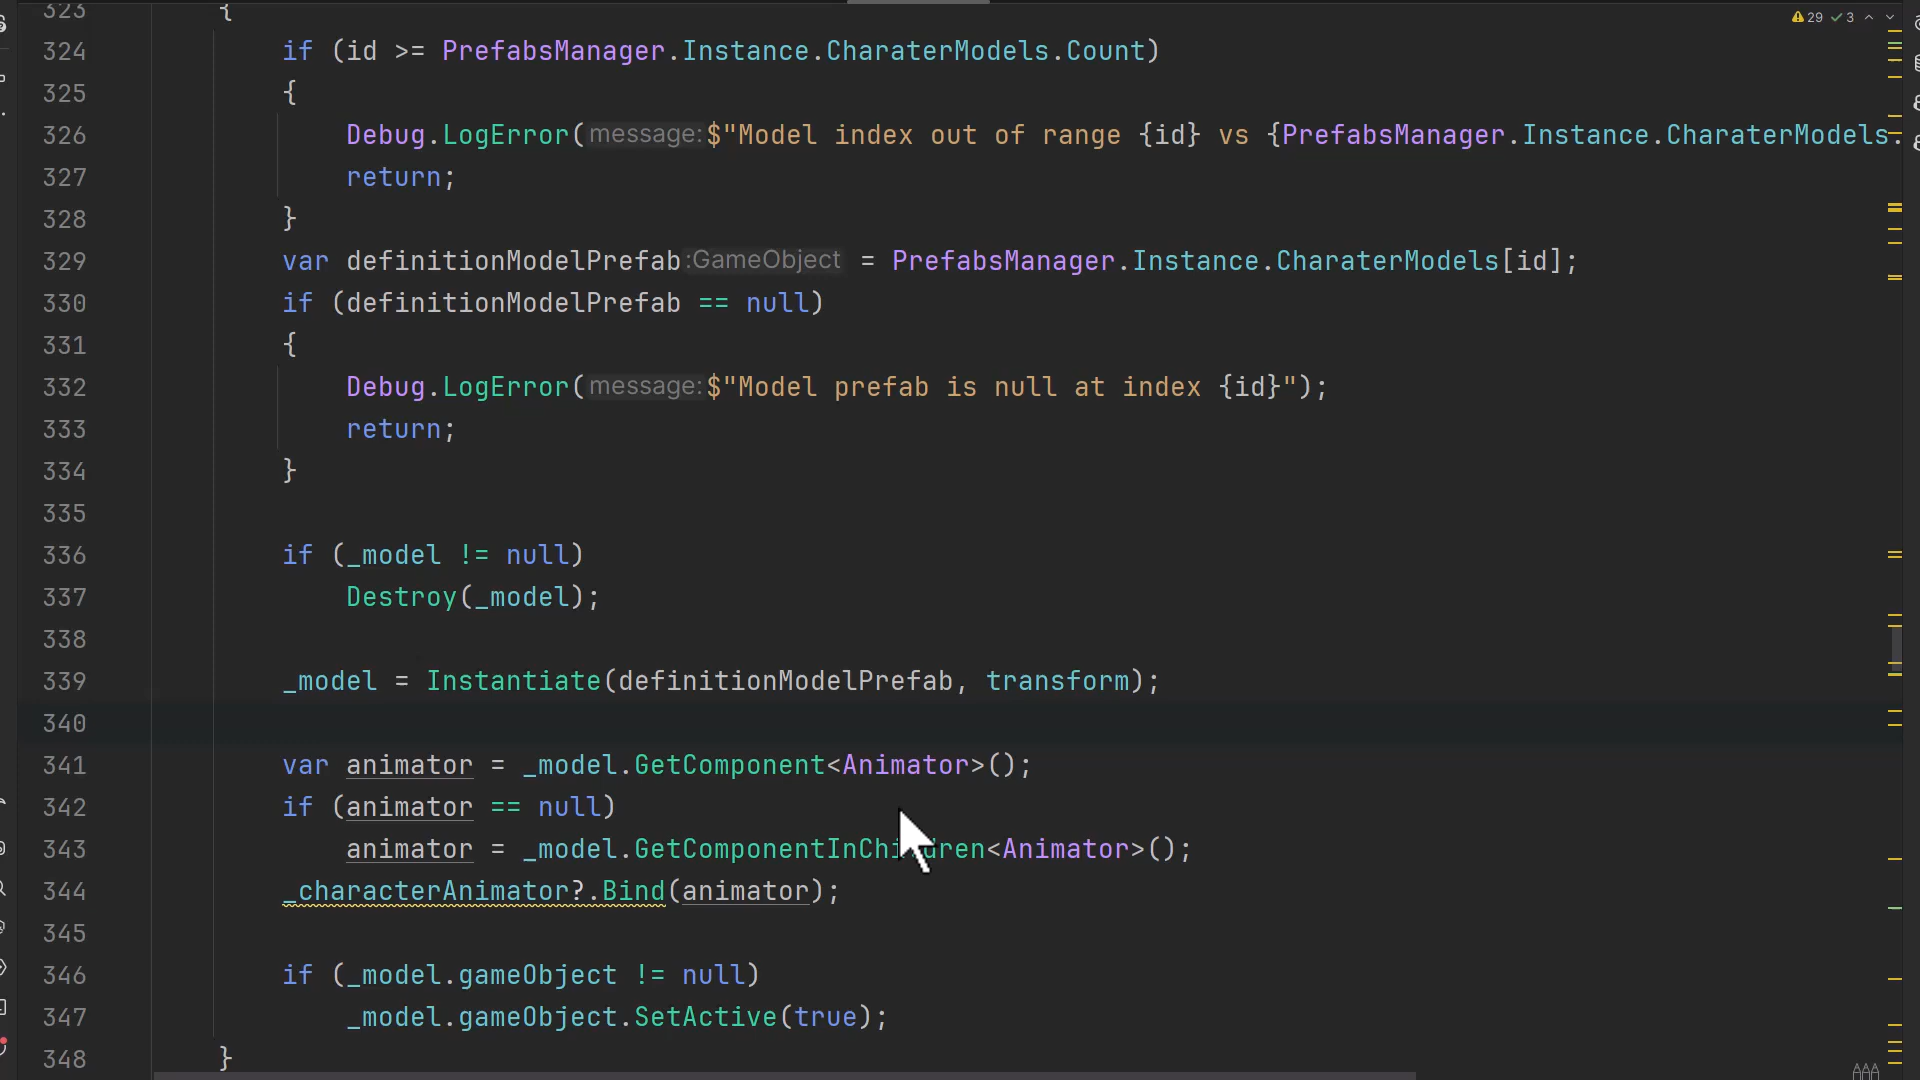 323 {
29 3
324 if (id >= PrefabsManager.Instance.CharaterModels.Count)
325 {
326 Debug.LogError(message:$"Model index out of range {id} vs {PrefabsManager.Instance.CharaterModels.
327 return;
328 }
329 var definitionModelPrefab:GameObject = PrefabsManager.Instance.CharaterModels[id];
330 if (definitionModelPrefab == null)
331 {
332 Debug.LogError(message:$"Model prefab is null at index {id}");
333 return;
334 }
335
336 if (_model != null)
337 Destroy(_model);
338
339 _model = Instantiate(definitionModelPrefab, transform);
340
341 var animator = _model.GetComponent<Animator>();
342 if (animator == null)
343 animator = _model.GetComponentInChildren<Animator>();
344 _characterAnimator?.Bind(animator);
345
346 if (_model.gameObject != null)
347 _model.gameObject.SetActive(true);
348 }